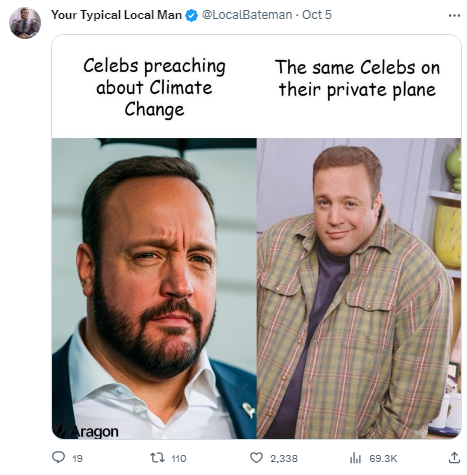 Your Typical Local Man @LocalBateman · Oct 5
Celebs preaching
about Climate
Change
The same Celebs on
their private plane
Aragon
19 110 2,338 69.3K